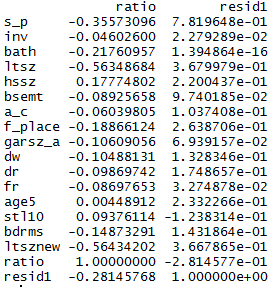 ratio resid1
s_p -0.35573096 7.819648e-01
inv -0.04602600 2.279289e-02
bath -0.21760957 1.394864e-16
ltsz -0.56348684 3.679979e-01
hssz 0.17774802 2.200437e-01
bsemt -0.08925658 9.740185e-02
a_c -0.06039805 1.037408e-01
f_place -0.18866124 2.638706e-01
garsz_a -0.10609056 6.939157e-02
dw -0.10488131 1.328346e-01
dr -0.09869742 1.748657e-01
fr -0.08697653 3.274878e-02
age5 0.00448912 2.332266e-01
stl10 0.09376114 -1.238314e-01
bdrms -0.14873291 1.431864e-01
ltsznew -0.56434202 3.667865e-01
ratio 1.00000000 -2.814577e-01
resid1 -0.28145768 1.000000e+00